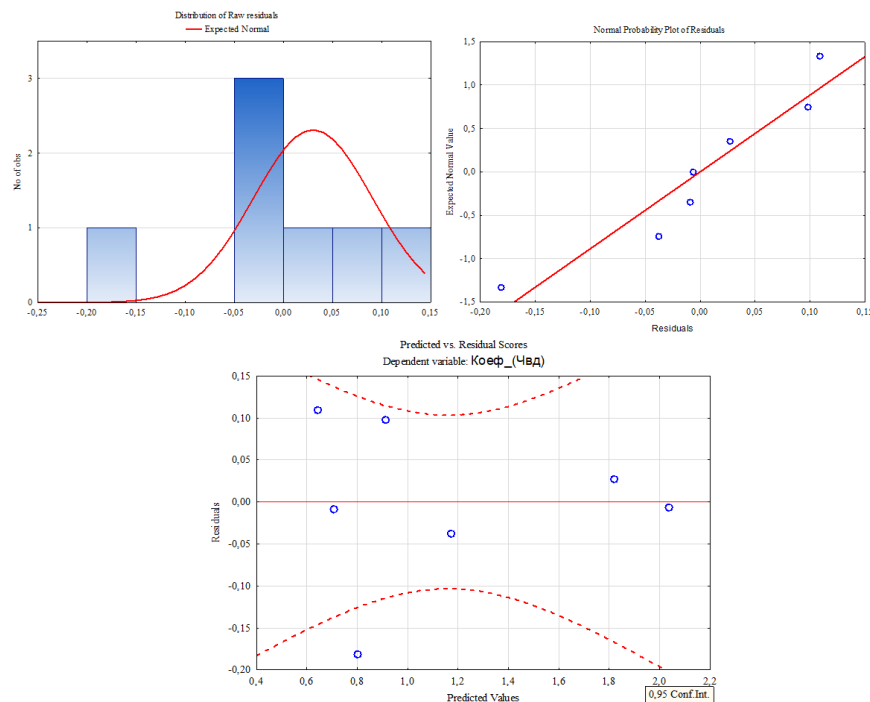 Distribution of Raw residuals
Expected Normal
No of obs
3
2
1
0
-0,25 -0,20 -0,15 -0,10 -0,05 0,00 0,05 0,10 0,15
Normal Probability Plot of Residuals
Expected Normal Value
1,5
1,0
0,5
0,0
-0,5
-1,0
-1,5
-0,20 -0,15 -0,10 -0,05 0,00 0,05 0,10 0,15
Residuals
Predicted vs. Residual Scores
Dependent variable: Коеф_(Чвд)
Residuals
0,15
0,10
0,05
0,00
-0,05
-0,10
-0,15
-0,20
0,4 0,6 0,8 1,0 1,2 1,4 1,6 1,8 2,0 2,2
Predicted Values
0,95 Conf.Int.